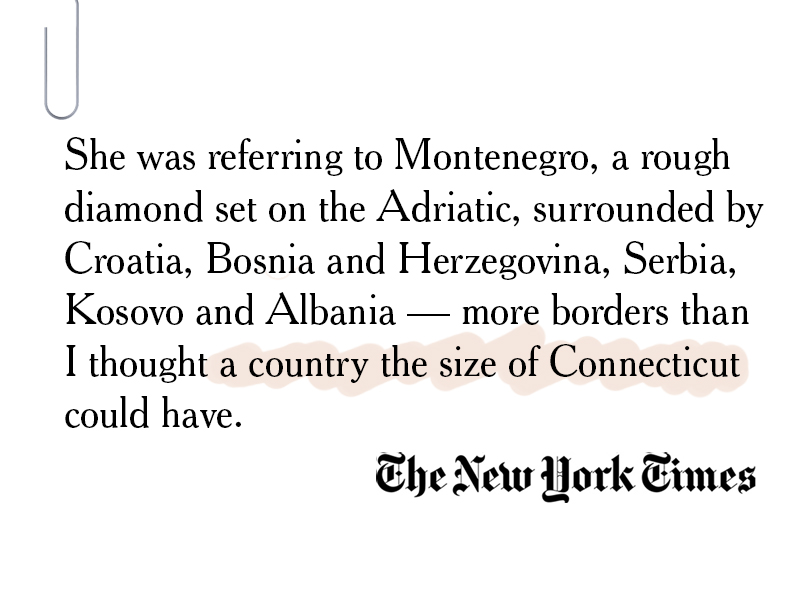 She was referring to Montenegro, a rough
diamond set on the Adriatic, surrounded by
Croatia, Bosnia and Herzegovina, Serbia,
Kosovo and Albania — more borders than
I thought a country the size of Connecticut
could have.
The New York Times